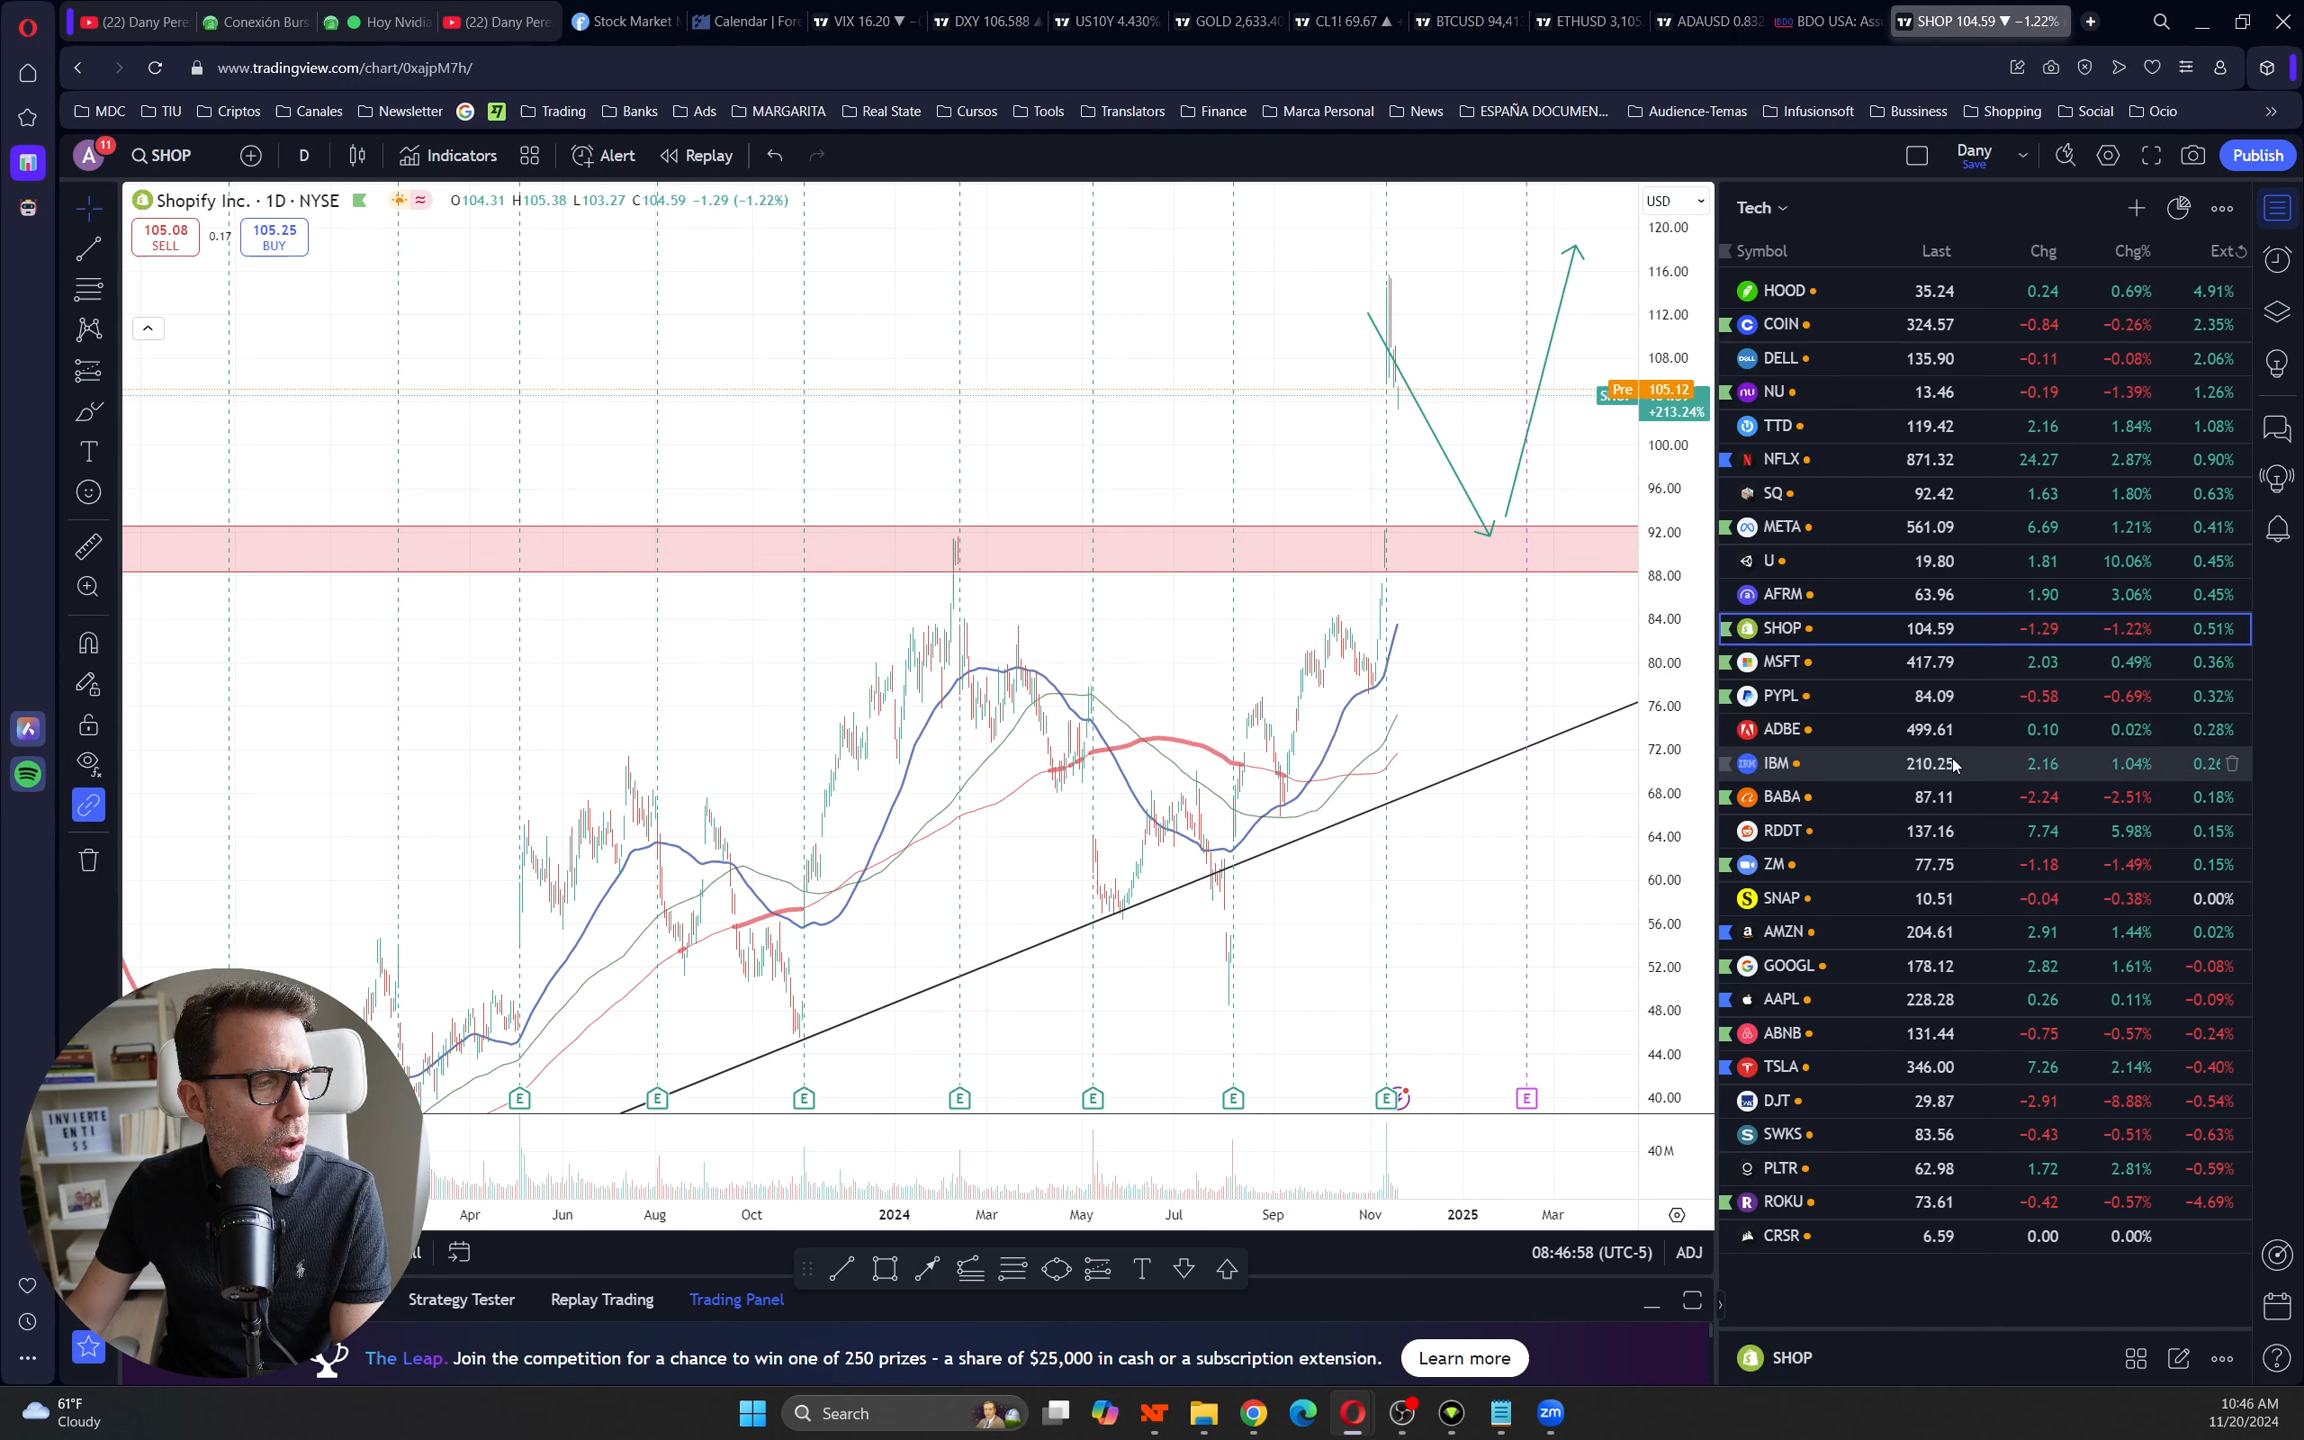 (22) Dany Pere
Conexión Burs
Hoy Nvidia
(22) Dany Pere
Stock Market
Calendar | For
VIX 16.20 ▼
DXY 106.588
US10Y 4.430%
GOLD 2,633.40
CL1! 69.67 ▲
BTCUSD 94,413
ETHUSD 3,105
ADAUSD 0.832
BDO BDO USA: Ass
SHOP 104.59 ▼ −1.22%
www.tradingview.com/chart/0xajpM7h/
MDC TIU Criptos Canales Newsletter Trading Banks Ads MARGARITA Real State Cursos Tools Translators Finance Marca Personal News ESPAÑA DOCUMEN... Audience-Temas Infusionsoft Bussiness Shopping Social Ocio
A 11 SHOP D Indicators Alert Replay Dany Save Publish
Shopify Inc. · 1D · NYSE O104.31 H105.38 L103.27 C104.59 −1.29 (−1.22%)
105.08 SELL 0.17 105.25 BUY
USD
120.00
116.00
112.00
108.00
Pre 105.12
+213.24%
100.00
96.00
92.00
88.00
84.00
80.00
76.00
72.00
68.00
64.00
60.00
56.00
52.00
48.00
44.00
40.00
40 M
E E E E E E E E
Apr Jun Aug Oct 2024 Mar May Jul Sep Nov 2025 Mar
08:46:58 (UTC-5) ADJ
Strategy Tester Replay Trading Trading Panel
The Leap. Join the competition for a chance to win one of 250 prizes - a share of $25,000 in cash or a subscription extension. Learn more
INVIERTE
EN TI
Tech
Symbol Last Chg Chg% Ext
HOOD 35.24 0.24 0.69% 4.91%
COIN 324.57 −0.84 −0.26% 2.35%
DELL 135.90 −0.11 −0.08% 2.06%
NU 13.46 −0.19 −1.39% 1.26%
TTD 119.42 2.16 1.84% 1.08%
NFLX 871.32 24.27 2.87% 0.90%
SQ 92.42 1.63 1.80% 0.63%
META 561.09 6.69 1.21% 0.41%
U 19.80 1.81 10.06% 0.45%
AFRM 63.96 1.90 3.06% 0.45%
SHOP 104.59 −1.29 −1.22% 0.51%
MSFT 417.79 2.03 0.49% 0.36%
PYPL 84.09 −0.58 −0.69% 0.32%
ADBE 499.61 0.10 0.02% 0.28%
IBM 210.25 2.16 1.04% 0.26
BABA 87.11 −2.24 −2.51% 0.18%
RDDT 137.16 7.74 5.98% 0.15%
ZM 77.75 −1.18 −1.49% 0.15%
SNAP 10.51 −0.04 −0.38% 0.00%
AMZN 204.61 2.91 1.44% 0.02%
GOOGL 178.12 2.82 1.61% −0.08%
AAPL 228.28 0.26 0.11% −0.09%
ABNB 131.44 −0.75 −0.57% −0.24%
TSLA 346.00 7.26 2.14% −0.40%
DJT 29.87 −2.91 −8.88% −0.54%
SWKS 83.56 −0.43 −0.51% −0.63%
PLTR 62.98 1.72 2.81% −0.59%
ROKU 73.61 −0.42 −0.57% −4.69%
CRSR 6.59 0.00 0.00%
SHOP
61°F
Cloudy
Search
zm
10:46 AM
11/20/2024